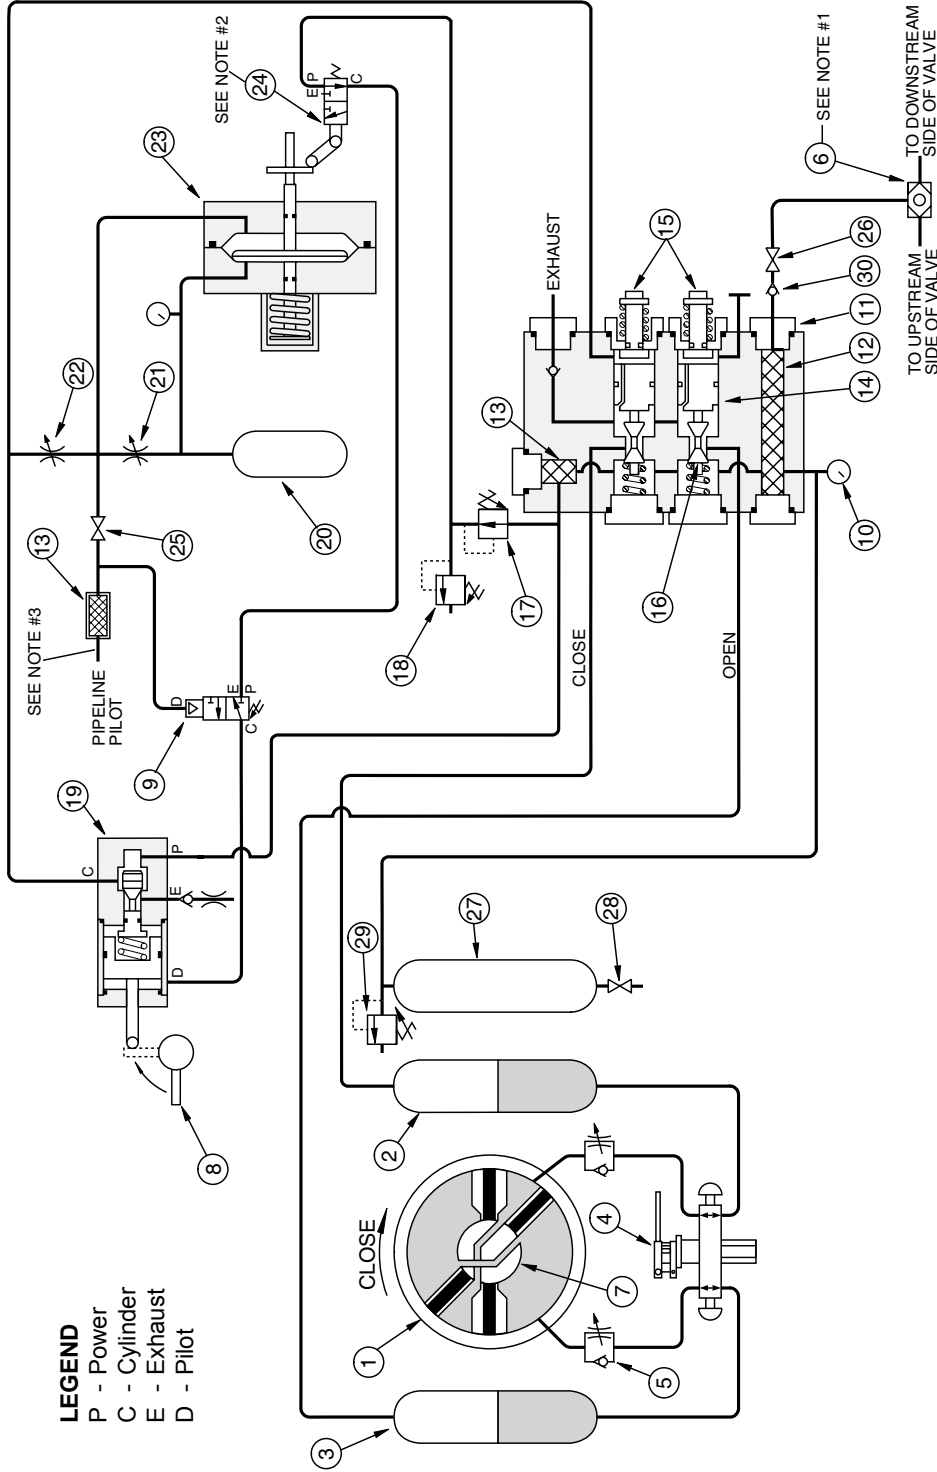 LEGEND
P - Power
C - Cylinder
E - Exhaust
D - Pilot
SEE NOTE #3
PIPELINE
PILOT
13
25
22
21
20
23
SEE NOTE #2
24
E P
C
19
C
P
E
D
8
9
D
E
P
C
18
17
CLOSE
OPEN
16
13
EXHAUST
15
14
12
11
30
26
6
SEE NOTE #1
TO UPSTREAM
SIDE OF VALVE
TO DOWNSTREAM
SIDE OF VALVE
10
29
27
28
2
CLOSE
1
7
4
5
3